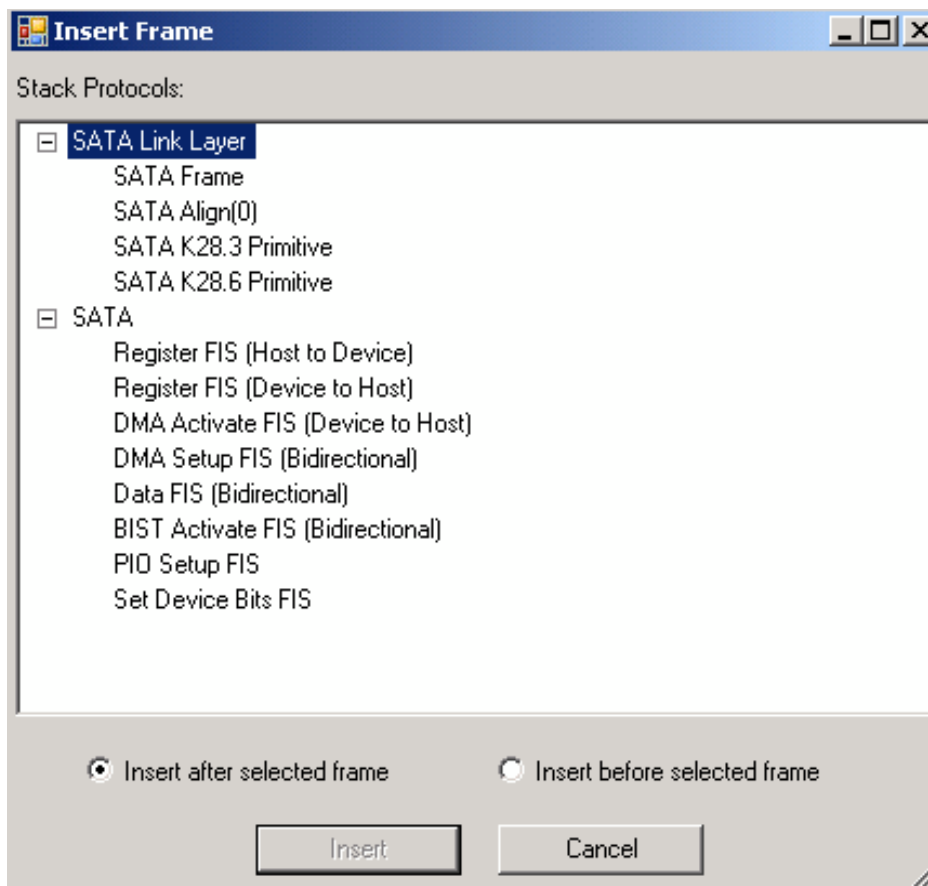 Insert Frame
Stack Protocols:
SATA Link Layer
SATA Frame
SATA Align(0)
SATA K28.3 Primitive
SATA K28.6 Primitive
SATA
Register FIS (Host to Device)
Register FIS (Device to Host)
DMA Activate FIS (Device to Host)
DMA Setup FIS (Bidirectional)
Data FIS (Bidirectional)
BIST Activate FIS (Bidirectional)
PIO Setup FIS
Set Device Bits FIS
Insert after selected frame Insert before selected frame
Insert Cancel